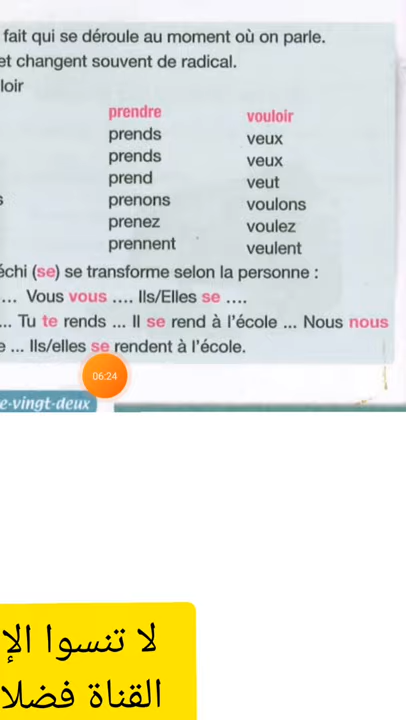 fait qui se déroule au moment où on parle.
et changent souvent de radical.
loir
prendre vouloir
prends veux
prends veux
prend veut
s prenons voulons
prenez voulez
prennent veulent
échi (se) se transforme selon la personne :
... Vous vous .... Ils/Elles se ....
... Tu te rends ... Il se rend à l'école ... Nous nous
e ... Ils/elles se rendent à l'école.
06:24
e-vingt-deux
لا تنسوا الإ
القناة فضلا